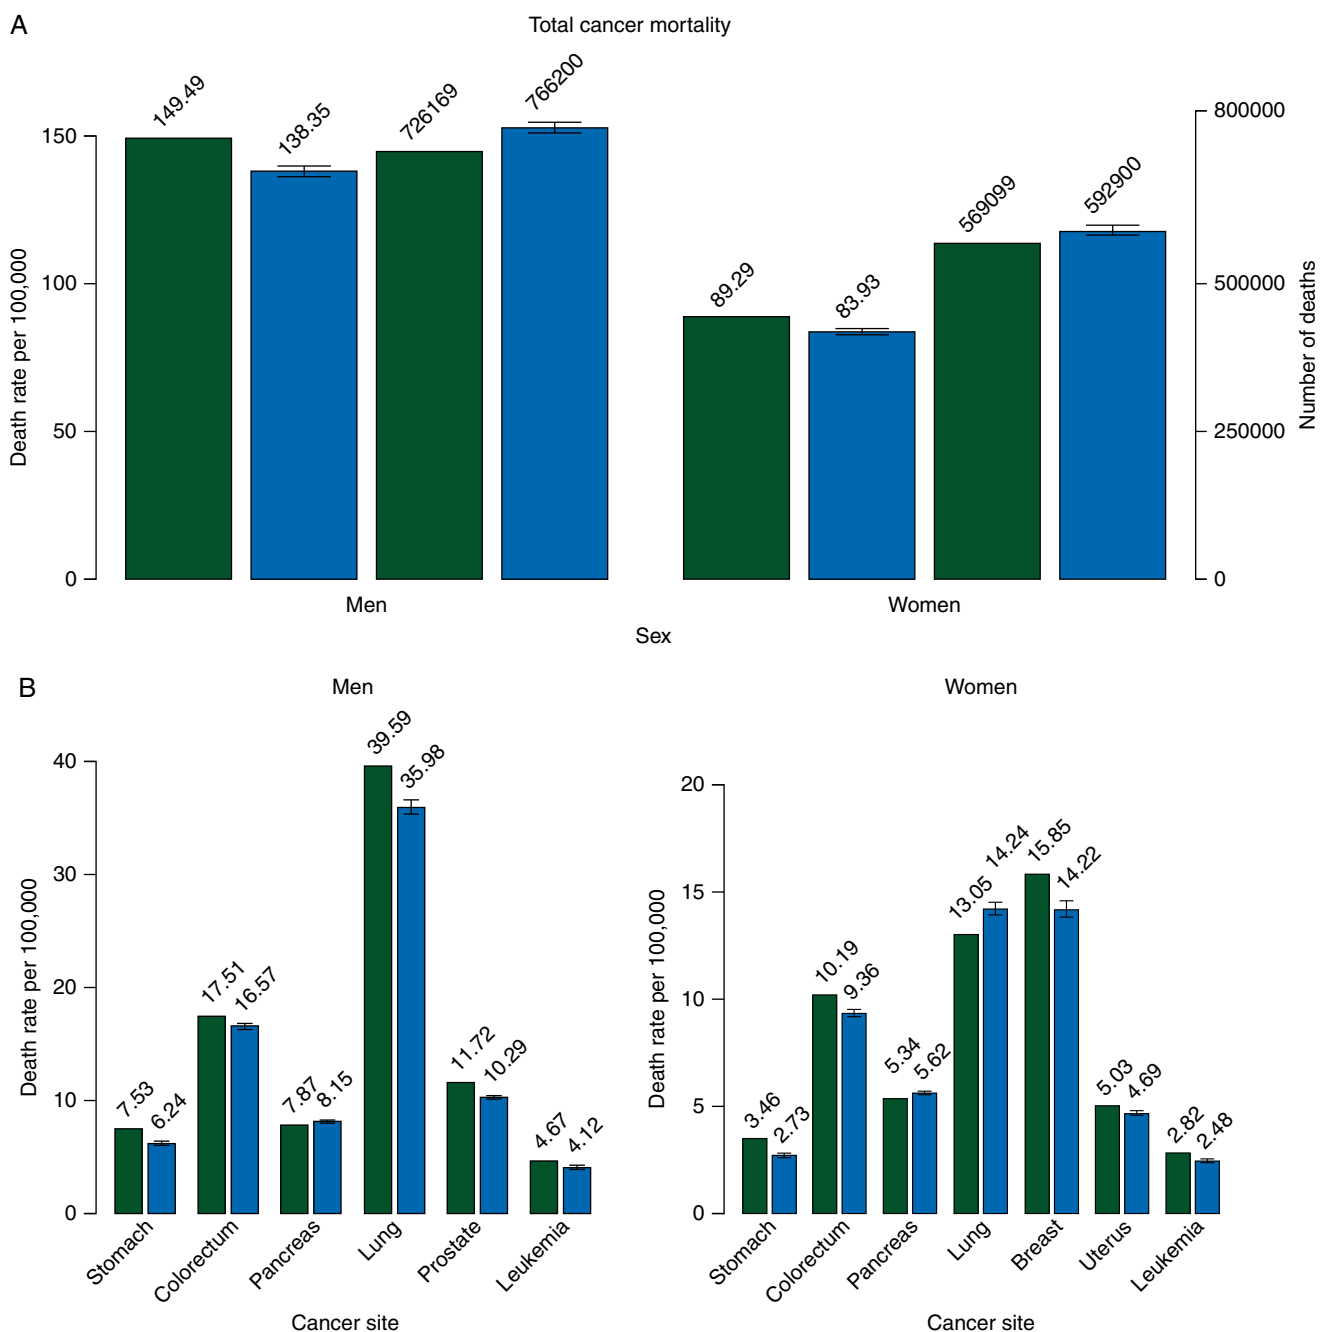 A
Total cancer mortality
Death rate per 100,000
150
100
50
0
149.49
138.35
726169
766200
89.29
83.93
569099
592900
800000
500000
250000
0
Number of deaths
Men
Women
Sex
B
Men
Death rate per 100,000
40
30
20
10
0
7.53
6.24
17.51
16.57
7.87
8.15
39.59
35.98
11.72
10.29
4.67
4.12
Stomach
Colorectum
Pancreas
Lung
Prostate
Leukemia
Cancer site
Women
Death rate per 100,000
20
15
10
5
0
3.46
2.73
10.19
9.36
5.34
5.62
13.05
14.24
15.85
14.22
5.03
4.69
2.82
2.48
Stomach
Colorectum
Pancreas
Lung
Breast
Uterus
Leukemia
Cancer site